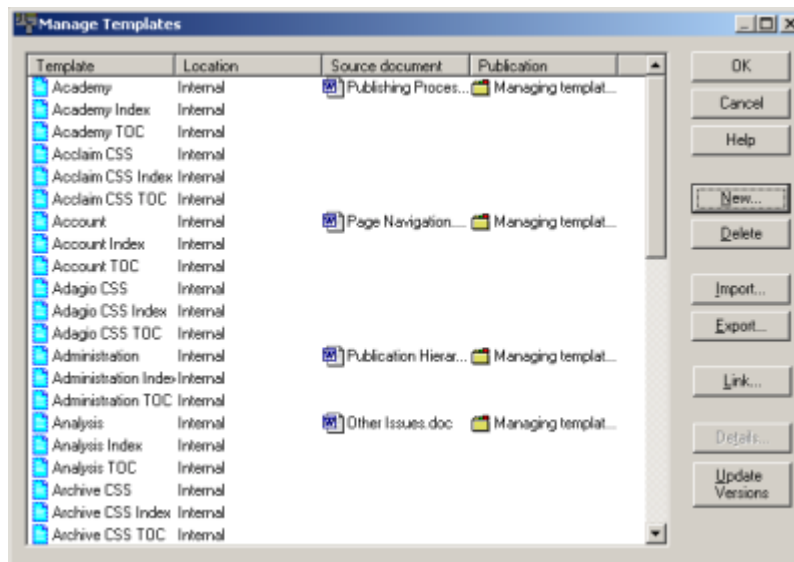 Manage Templates
Template Location Source document Publication
Academy Internal Publishing Proces... Managing templat...
Academy Index Internal
Academy TOC Internal
Acclaim CSS Internal
Acclaim CSS Index Internal
Acclaim CSS TOC Internal
Account Internal Page Navigation.... Managing templat...
Account Index Internal
Account TOC Internal
Adagio CSS Internal
Adagio CSS Index Internal
Adagio CSS TOC Internal
Administration Internal Publication Hierar... Managing templat...
Administration Index Internal
Administration TOC Internal
Analysis Internal Other Issues.doc Managing templat...
Analysis Index Internal
Analysis TOC Internal
Archive CSS Internal
Archive CSS Index Internal
Archive CSS TOC Internal
OK
Cancel
Help
New...
Delete
Import...
Export...
Link...
Details...
Update
Versions